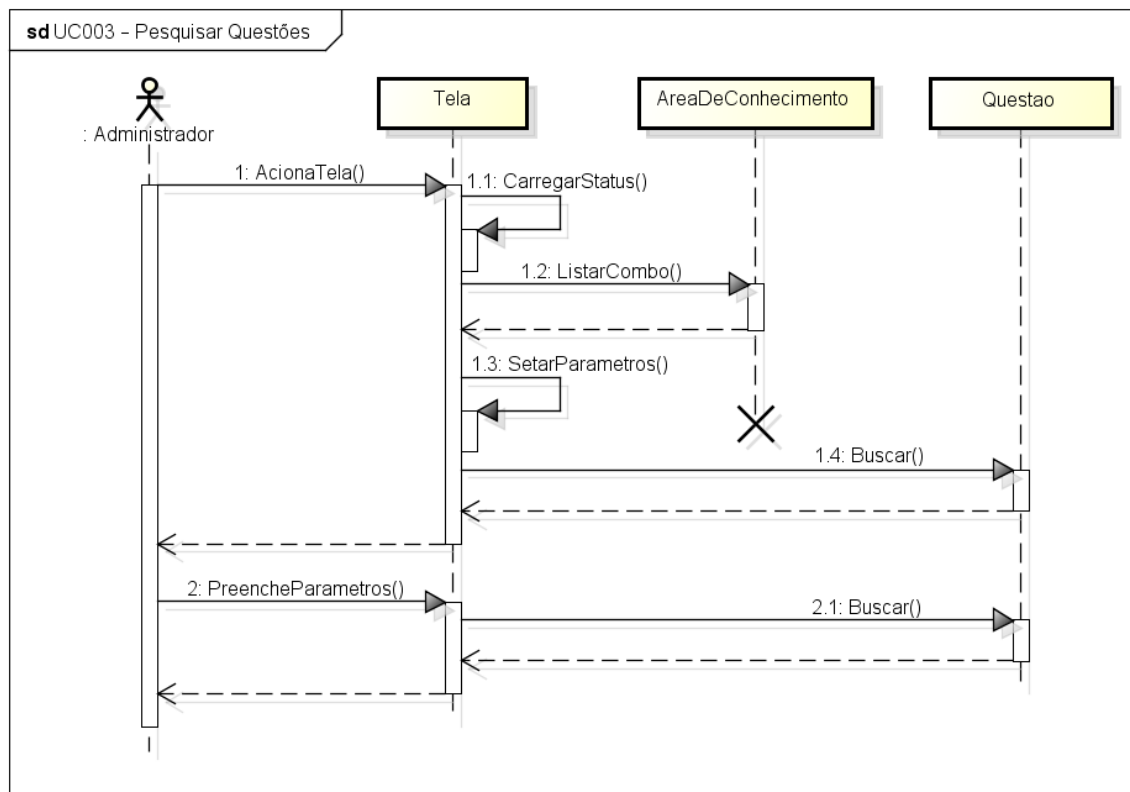 sd UC003 – Pesquisar Questões
: Administrador
Tela
AreaDeConhecimento
Questao
1: AcionaTela()
1.1: CarregarStatus()
1.2: ListarCombo()
1.3: SetarParametros()
1.4: Buscar()
2: PreencheParametros()
2.1: Buscar()